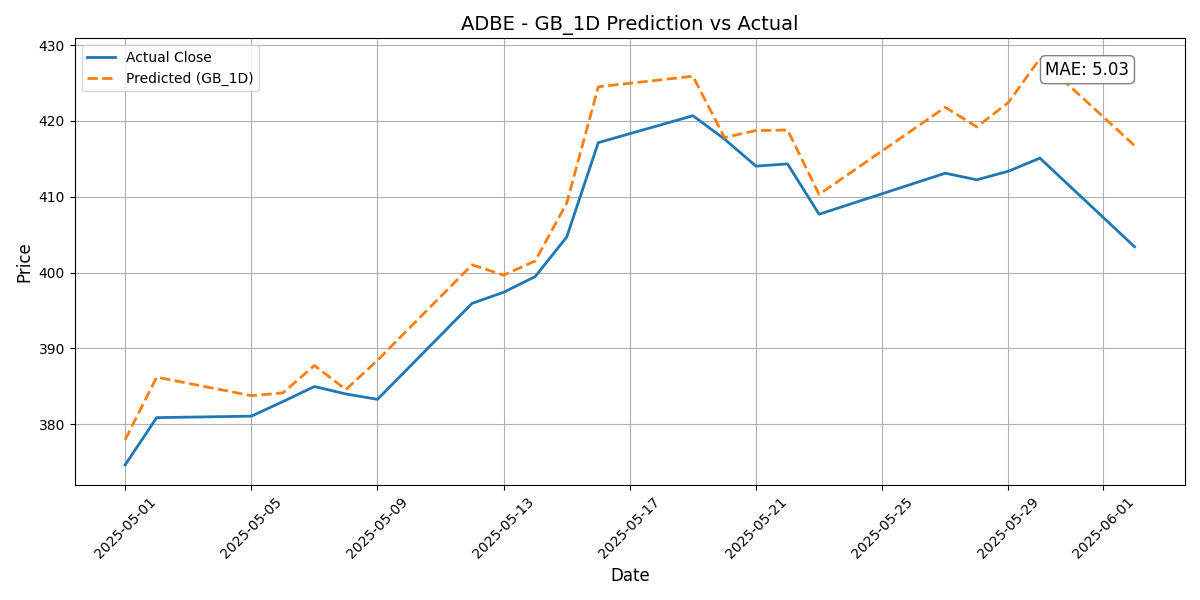 ADBE - GB_1D Prediction vs Actual
Actual Close
Predicted (GB_1D)
MAE: 5.03
Price
430
420
410
400
390
380
2025-05-01
2025-05-05
2025-05-09
2025-05-13
2025-05-17
2025-05-21
2025-05-25
2025-05-29
2025-06-01
Date